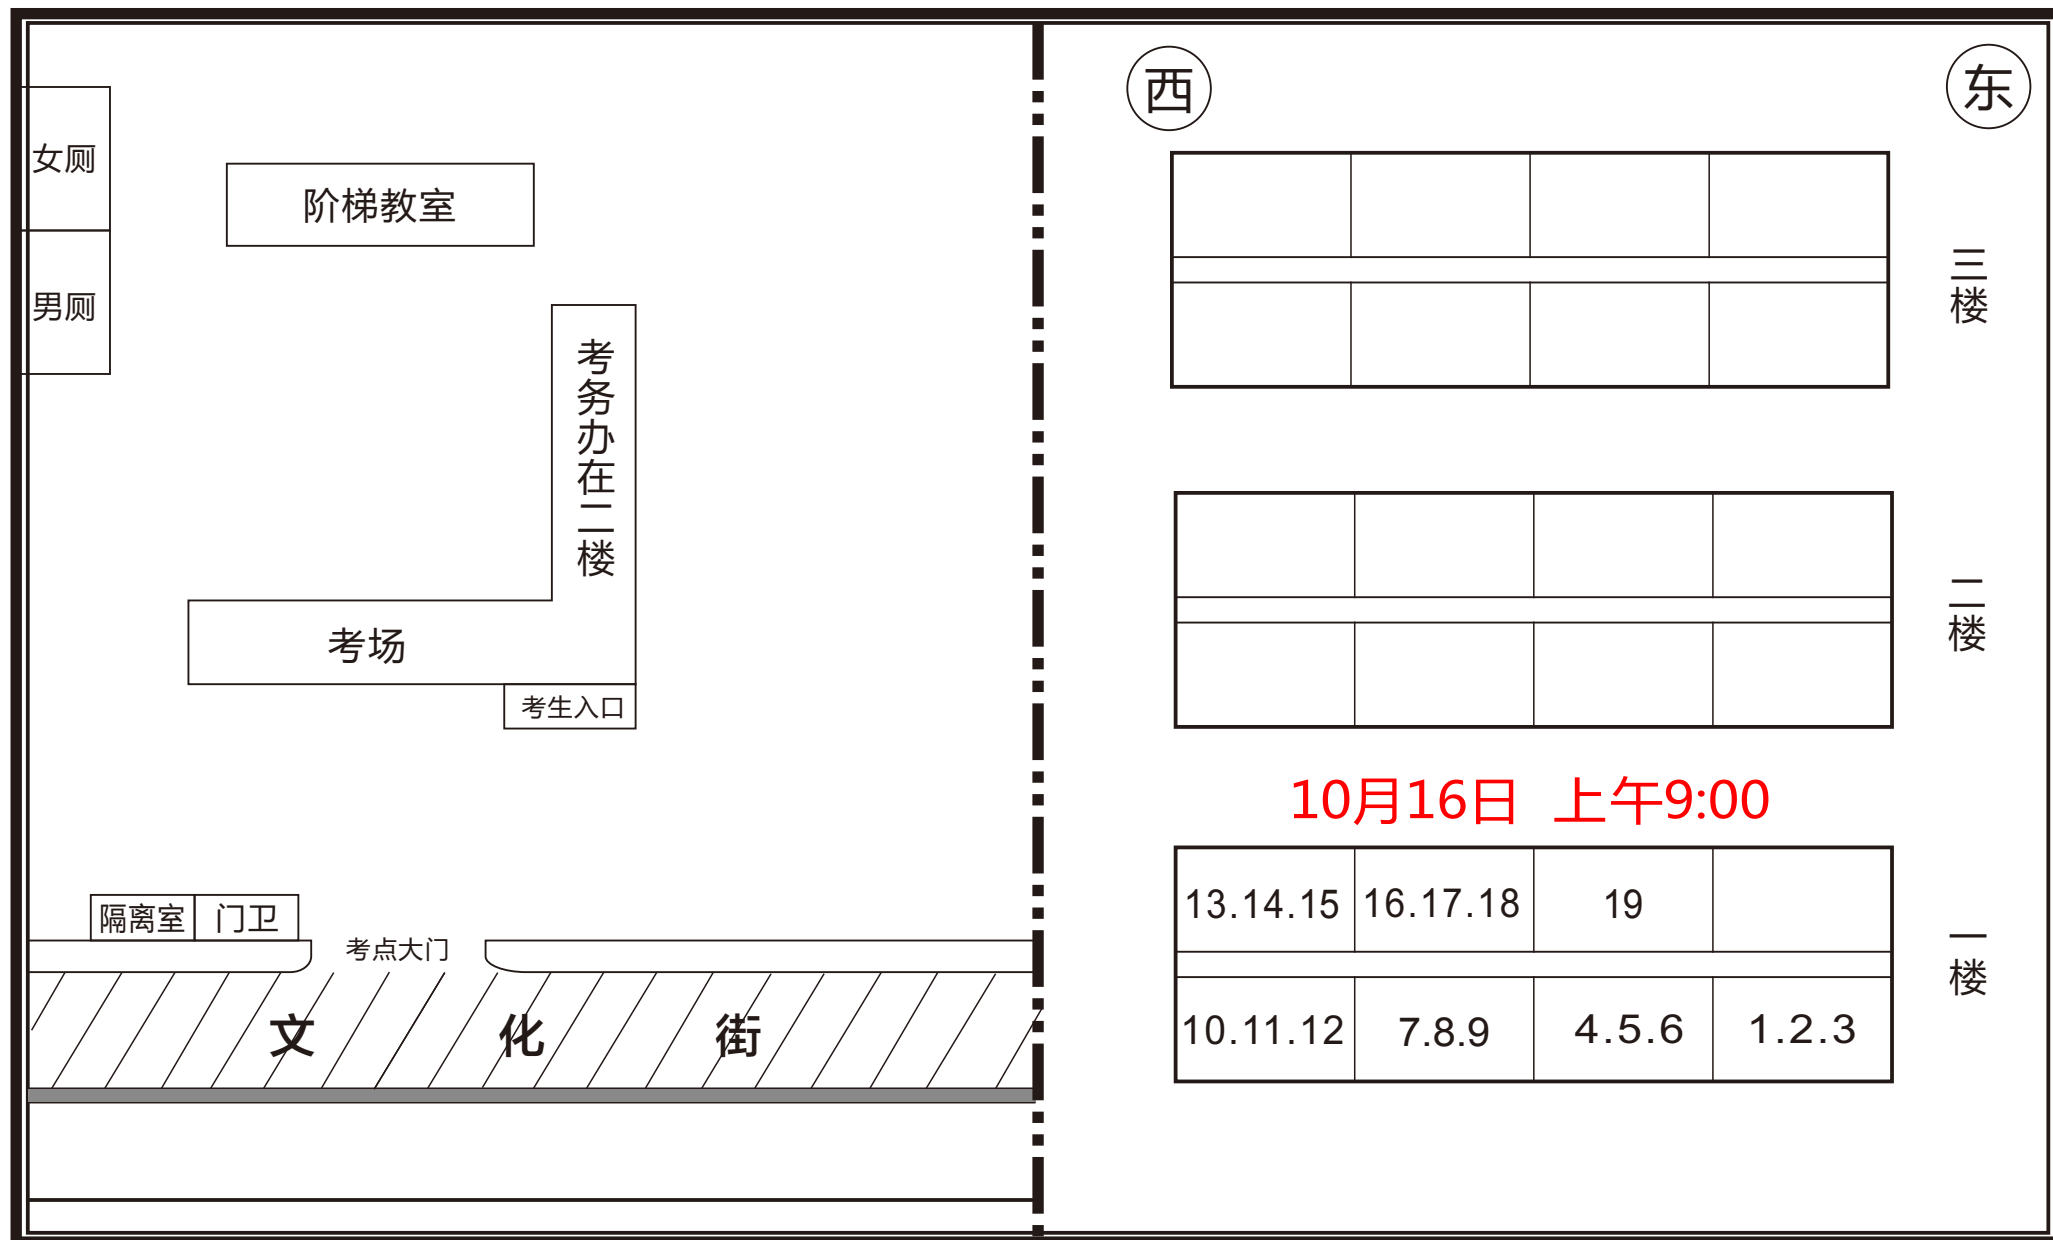 女厕
男厕
阶梯教室
考务办在二楼
考场
考生入口
隔离室
门卫
考点大门
文化街
西
东
三楼
二楼
10月16日 上午9:00
13.14.15
16.17.18
19
一楼
10.11.12
7.8.9
4.5.6
1.2.3